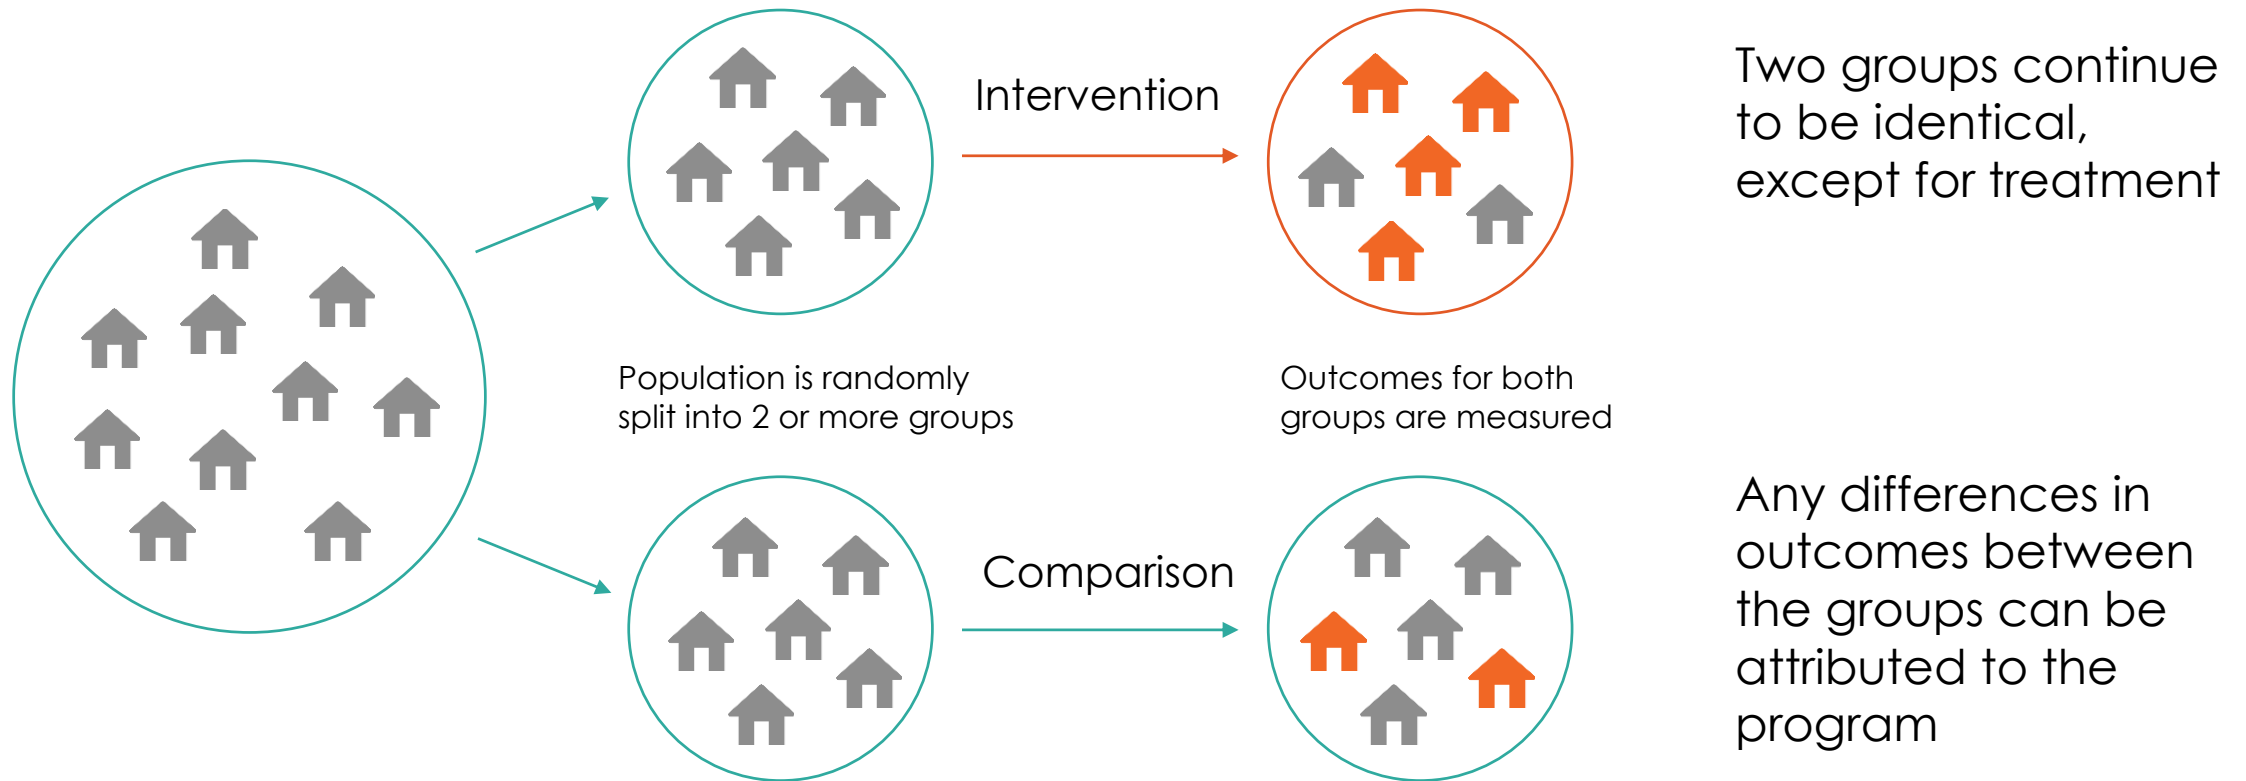 Intervention
Two groups continue
to be identical,
except for treatment
Population is randomly
split into 2 or more groups
Outcomes for both
groups are measured
Comparison
Any differences in
outcomes between
the groups can be
attributed to the
program